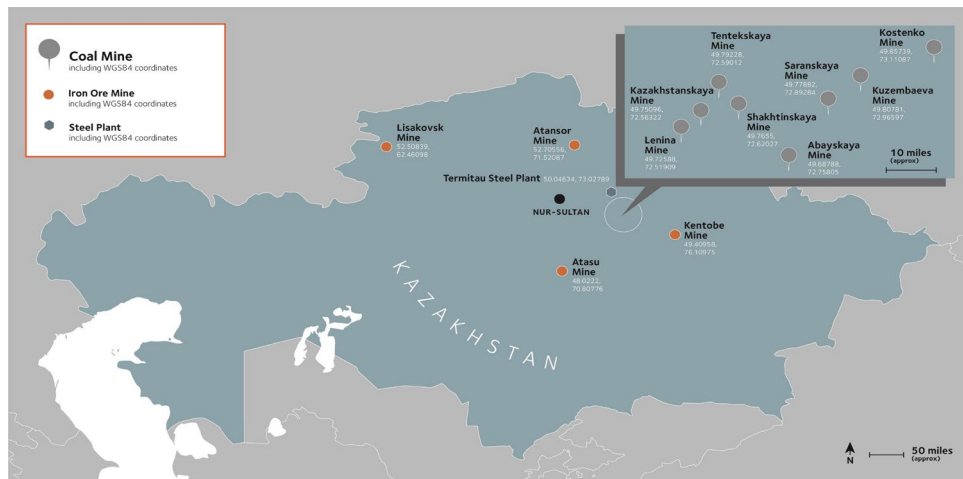 Coal Mine
including WGS84 coordinates
Iron Ore Mine
including WGS84 coordinates
Steel Plant
including WGS84 coordinates
Lisakovsk
Mine
52.50839,
62.46098
Atansor
Mine
52.70556,
71.52087
Termitau Steel Plant 50.04634, 73.02789
NUR-SULTAN
Kentobe
Mine
49.40958,
76.10975
Atasu
Mine
48.0222,
70.80776
KAZAKHSTAN
Tentekskaya
Mine
49.79228,
72.59012
Kostenko
Mine
49.85739,
73.11067
Saranskaya
Mine
49.77882,
72.89284
Kazakhstanskaya
Mine
49.75096,
72.56322
Kuzembaeva
Mine
49.80781,
72.96597
Shakhtinskaya
Mine
49.7655,
72.62027
Lenina
Mine
49.72588,
72.51909
Abayskaya
Mine
49.68788,
72.75805
10 miles
(approx)
N
50 miles
(approx)